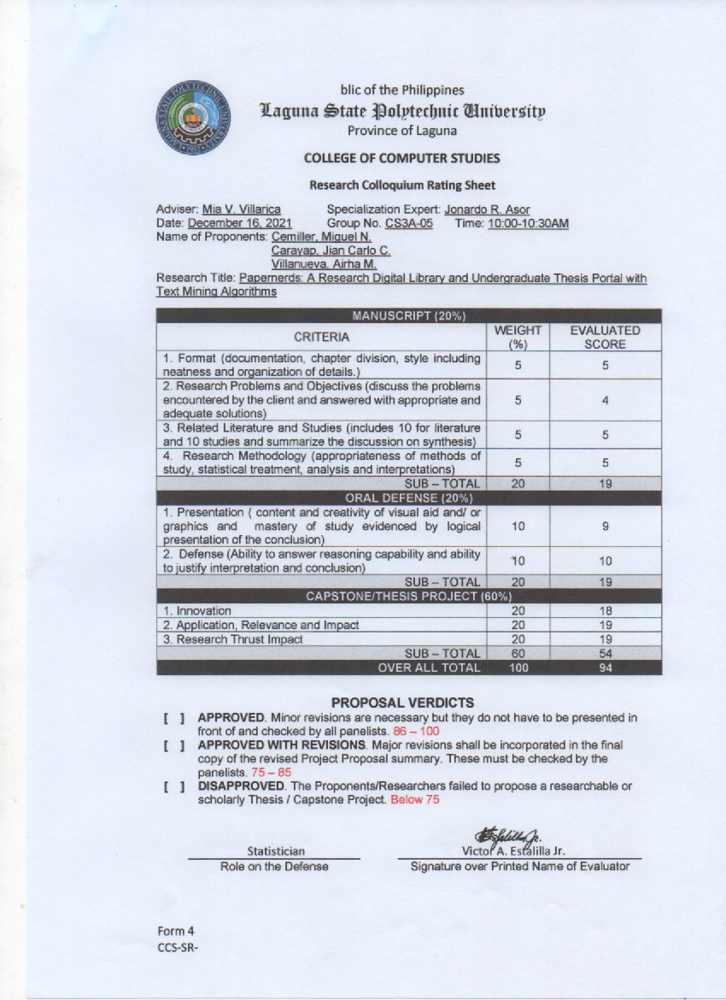 blic of the Philippines
Laguna State Polytechnic University
Province of Laguna
COLLEGE OF COMPUTER STUDIES
Research Colloquium Rating Sheet
Adviser: Mia V. Villarica Specialization Expert: Jonardo R. Asor
Date: December 16, 2021 Group No. CS3A-05 Time: 10:00-10:30AM
Name of Proponents: Cemiller, Miguel N.
Carayap, Jian Carlo C.
Villanueva, Airha M.
Research Title: Papernerds: A Research Digital Library and Undergraduate Thesis Portal with
Text Mining Algorithms
MANUSCRIPT (20%)
CRITERIA WEIGHT (%) EVALUATED SCORE
1. Format (documentation, chapter division, style including
neatness and organization of details.) 5 5
2. Research Problems and Objectives (discuss the problems
encountered by the client and answered with appropriate and
adequate solutions) 5 4
3. Related Literature and Studies (includes 10 for literature
and 10 studies and summarize the discussion on synthesis) 5 5
4. Research Methodology (appropriateness of methods of
study, statistical treatment, analysis and interpretations) 5 5
SUB – TOTAL 20 19
ORAL DEFENSE (20%)
1. Presentation ( content and creativity of visual aid and/ or
graphics and mastery of study evidenced by logical
presentation of the conclusion) 10 9
2. Defense (Ability to answer reasoning capability and ability
to justify interpretation and conclusion) 10 10
SUB – TOTAL 20 19
CAPSTONE/THESIS PROJECT (60%)
1. Innovation 20 18
2. Application, Relevance and Impact 20 19
3. Research Thrust Impact 20 19
SUB – TOTAL 60 54
OVER ALL TOTAL 100 94
PROPOSAL VERDICTS
[ ] APPROVED. Minor revisions are necessary but they do not have to be presented in
front of and checked by all panelists. 86 – 100
[ ] APPROVED WITH REVISIONS. Major revisions shall be incorporated in the final
copy of the revised Project Proposal summary. These must be checked by the
panelists. 75 – 85
[ ] DISAPPROVED. The Proponents/Researchers failed to propose a researchable or
scholarly Thesis / Capstone Project. Below 75
Statistician Victor A. Estalilla Jr.
Role on the Defense Signature over Printed Name of Evaluator
Form 4
CCS-SR-